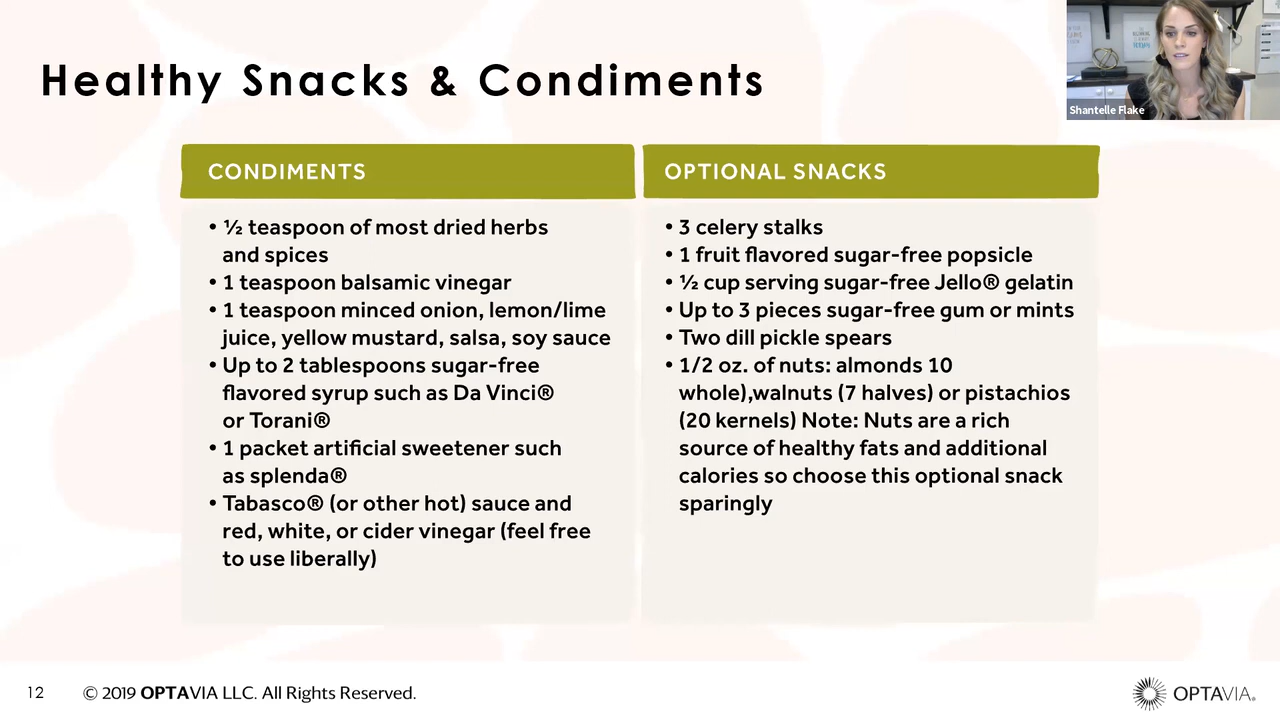 Healthy Snacks & Condiments
Shantelle Flake
CONDIMENTS
• ½ teaspoon of most dried herbs
and spices
• 1 teaspoon balsamic vinegar
• 1 teaspoon minced onion, lemon/lime
juice, yellow mustard, salsa, soy sauce
• Up to 2 tablespoons sugar-free
flavored syrup such as Da Vinci®
or Torani®
• 1 packet artificial sweetener such
as splenda®
• Tabasco® (or other hot) sauce and
red, white, or cider vinegar (feel free
to use liberally)
OPTIONAL SNACKS
• 3 celery stalks
• 1 fruit flavored sugar-free popsicle
• ½ cup serving sugar-free Jello® gelatin
• Up to 3 pieces sugar-free gum or mints
• Two dill pickle spears
• 1/2 oz. of nuts: almonds 10
whole),walnuts (7 halves) or pistachios
(20 kernels) Note: Nuts are a rich
source of healthy fats and additional
calories so choose this optional snack
sparingly
12
© 2019 OPTAVIA LLC. All Rights Reserved.
OPTAVIA®